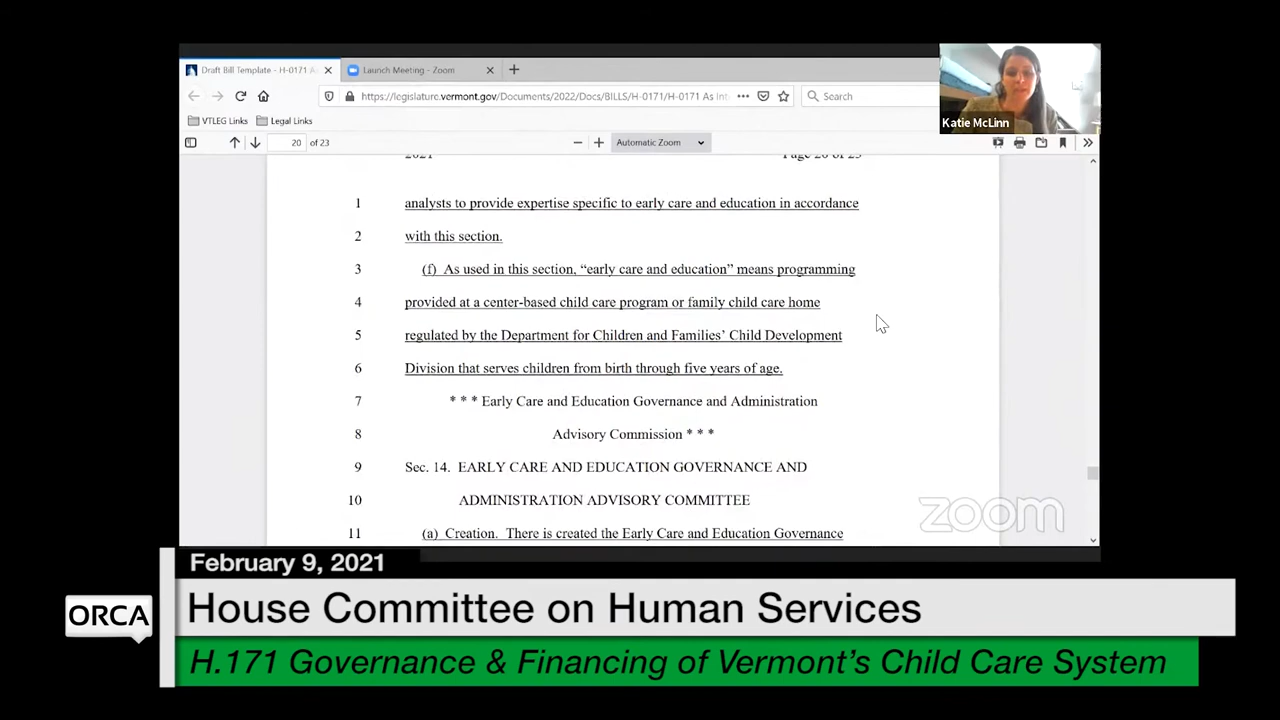 Draft Bill Template - H-0171 As
Launch Meeting - Zoom
https://legislature.vermont.gov/Documents/2022/Docs/BILLS/H-0171/H-0171 As Int
Search
VTLEG Links
Legal Links
Katie McLinn
20 of 23
Automatic Zoom
2021 Page 20 of 23
1 analysts to provide expertise specific to early care and education in accordance
2 with this section.
3 (f) As used in this section, “early care and education” means programming
4 provided at a center-based child care program or family child care home
5 regulated by the Department for Children and Families’ Child Development
6 Division that serves children from birth through five years of age.
7 * * * Early Care and Education Governance and Administration
8 Advisory Commission * * *
9 Sec. 14. EARLY CARE AND EDUCATION GOVERNANCE AND
10 ADMINISTRATION ADVISORY COMMITTEE
11 (a) Creation. There is created the Early Care and Education Governance
zoom
February 9, 2021
ORCA
House Committee on Human Services
H.171 Governance & Financing of Vermont’s Child Care System